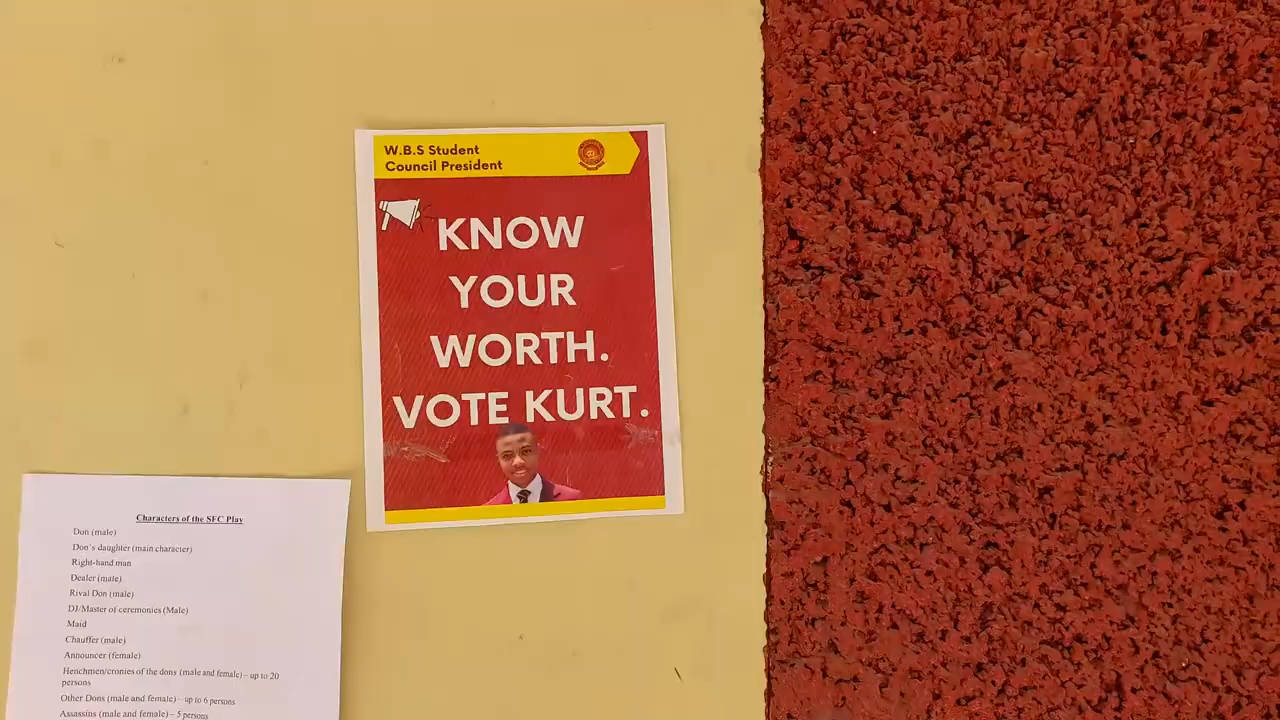 W.B.S Student
Council President
KNOW
YOUR
WORTH.
VOTE KURT.
Characters of the SFC Play
Don (male)
Don's daughter (main character)
Right-hand man
Dealer (male)
Rival Don (male)
DJ/Master of ceremonies (Male)
Maid
Chauffer (male)
Announcer (female)
Henchmen/cronies of the dons (male and female) – up to 20
persons
Other Dons (male and female) – up to 6 persons
Assassins (male and female) – 5 persons